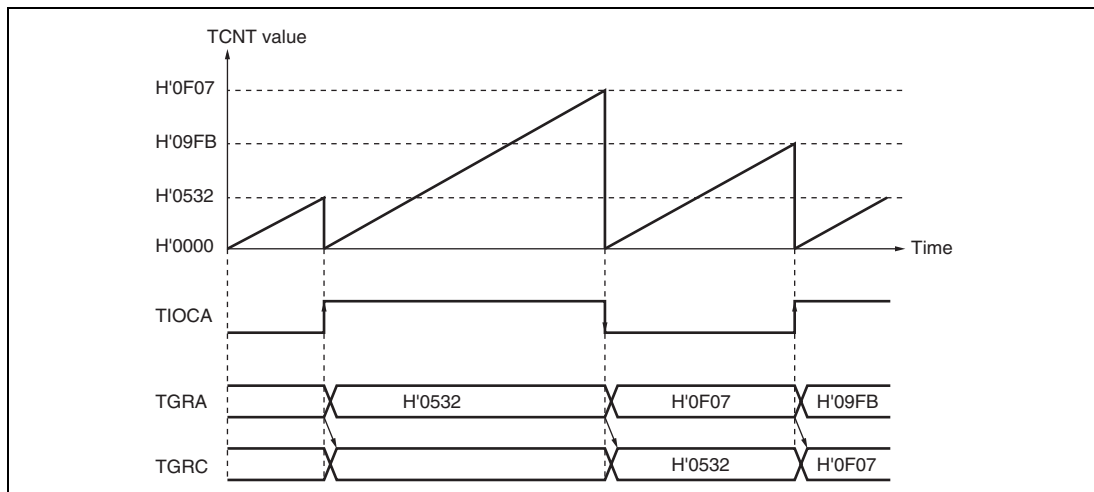 TCNT value
H'0F07
H'09FB
H'0532
H'0000
Time
TIOCA
TGRA
H'0532
H'0F07
H'09FB
TGRC
H'0532
H'0F07